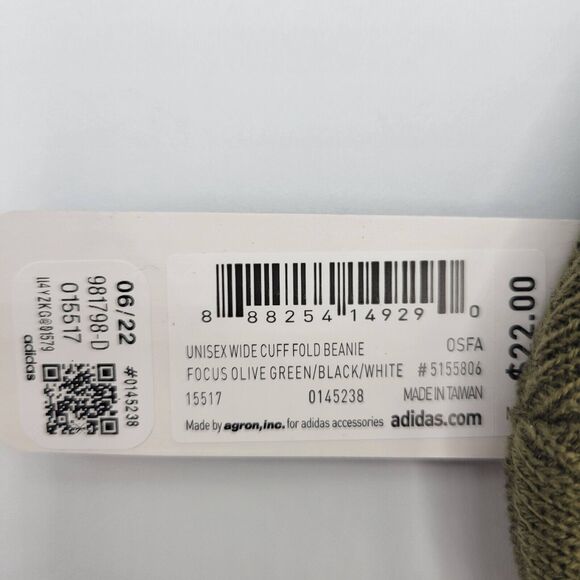 06/22
981798-D
015517
#0145238
adidas
8 88254 14929 0
UNISEX WIDE CUFF FOLD BEANIE OSFA
FOCUS OLIVE GREEN/BLACK/WHITE # 5155806
15517 0145238 MADE IN TAIWAN
Made by agron,inc. for adidas accessories adidas.com
$22.00